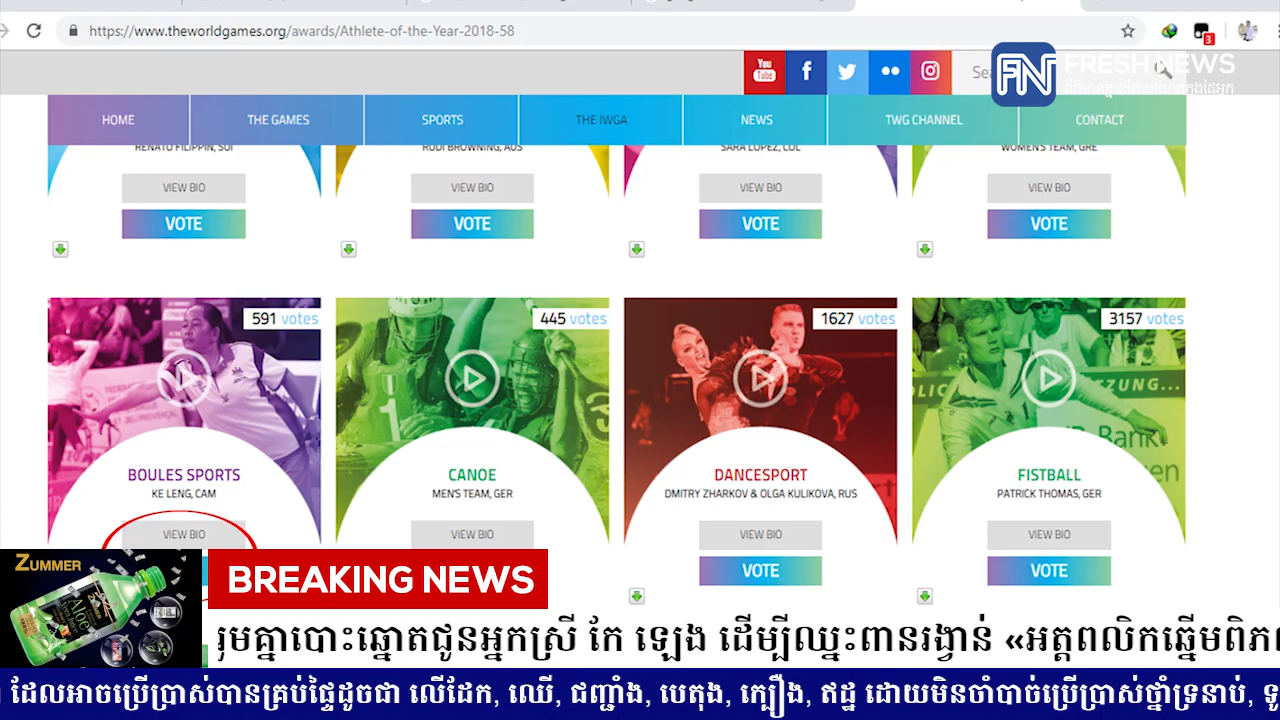 https://www.theworldgames.org/awards/Athlete-of-the-Year-2018-58
3
You Tube
FRESH NEWS
HOME THE GAMES SPORTS THE IWGA NEWS TWG CHANNEL CONTACT
RENATO FILIPPIN, SUI RUDI BROWNING, AUS SARA LOPEZ, COL WOMEN'S TEAM, GRE
VIEW BIO VIEW BIO VIEW BIO VIEW BIO
VOTE VOTE VOTE VOTE
591 votes 445 votes 1627 votes 3157 votes
BOULES SPORTS CANOE DANCESPORT FISTBALL
KE LENG, CAM MEN'S TEAM, GER DMITRY ZHARKOV & OLGA KULIKOVA, RUS PATRICK THOMAS, GER
VIEW BIO VIEW BIO VIEW BIO VIEW BIO
VOTE VOTE
ZUMMER
Aloe
BREAKING NEWS
រួមគ្នាបោះឆ្នោតជូនអ្នកស្រី កែ ឡេង ដើម្បីឈ្នះពានរង្វាន់ «អត្តពលិកឆ្នើមពិភព
ដែលអាចប្រើប្រាស់បានគ្រប់ផ្ទៃដូចជា លើដែក, ឈើ, ជញ្ជាំង, បេតុង, ក្បឿង, ឥដ្ឋ ដោយមិនចាំបាច់ប្រើប្រាស់ថ្នាំទ្រនាប់,